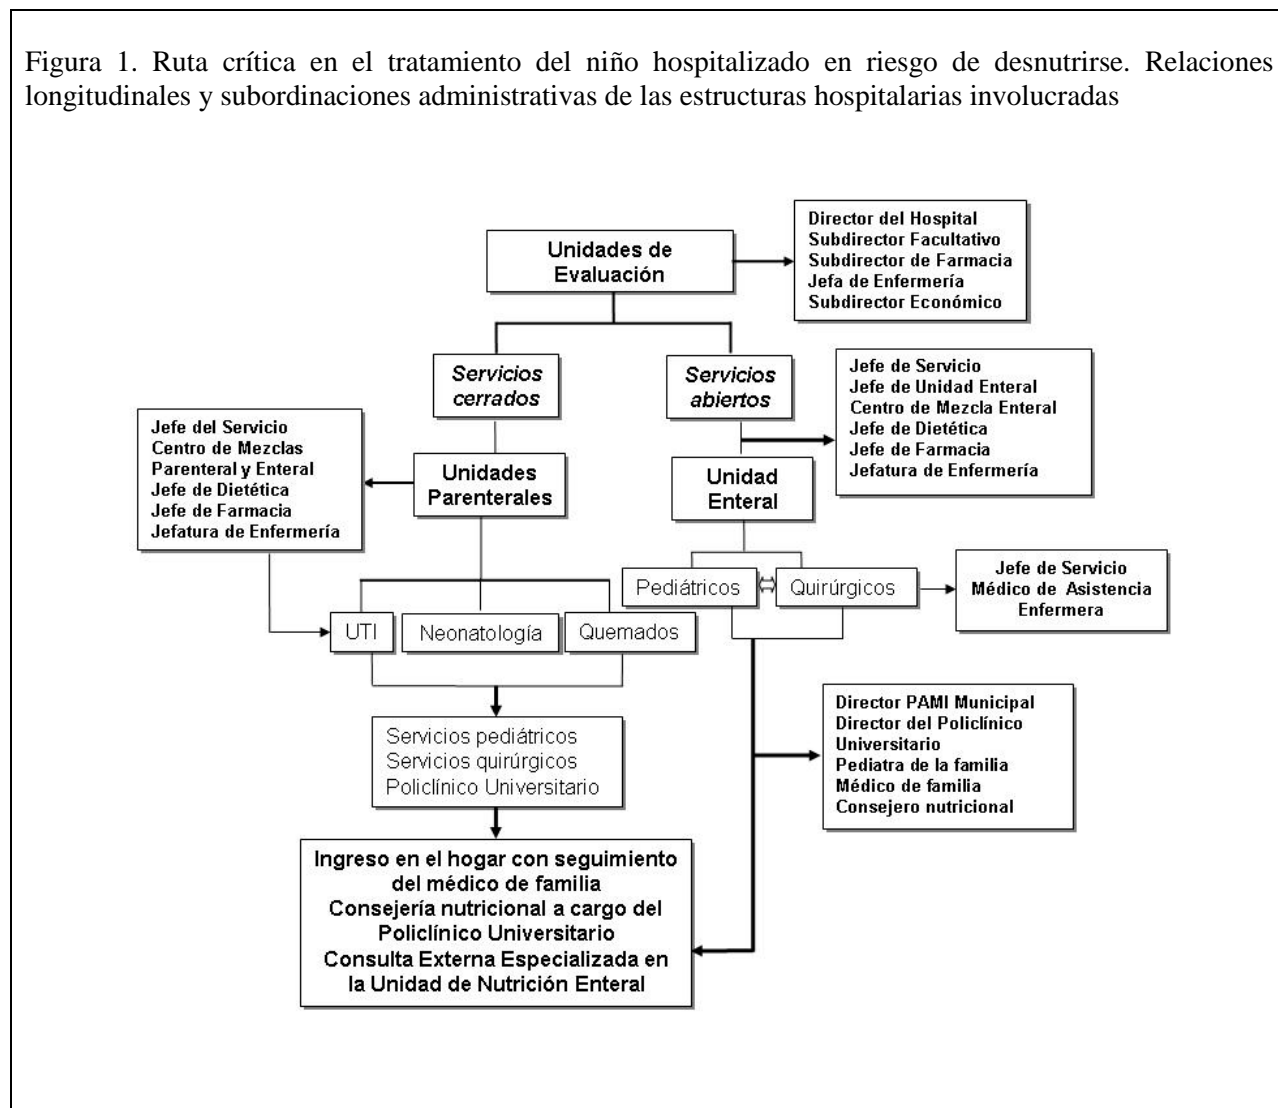 Figura 1. Ruta crítica en el tratamiento del niño hospitalizado en riesgo de desnutrirse. Relaciones
longitudinales y subordinaciones administrativas de las estructuras hospitalarias involucradas
Unidades de
Evaluación
Director del Hospital
Subdirector Facultativo
Subdirector de Farmacia
Jefa de Enfermería
Subdirector Económico
Servicios
cerrados
Servicios
abiertos
Jefe de Servicio
Jefe de Unidad Enteral
Centro de Mezcla Enteral
Jefe de Dietética
Jefe de Farmacia
Jefatura de Enfermería
Jefe del Servicio
Centro de Mezclas
Parenteral y Enteral
Jefe de Dietética
Jefe de Farmacia
Jefatura de Enfermería
Unidades
Parenterales
Unidad
Enteral
Pediátricos
Quirúrgicos
Jefe de Servicio
Médico de Asistencia
Enfermera
UTI
Neonatología
Quemados
Servicios pediátricos
Servicios quirúrgicos
Policlínico Universitario
Director PAMI Municipal
Director del Policlínico
Universitario
Pediatra de la familia
Médico de familia
Consejero nutricional
Ingreso en el hogar con seguimiento
del médico de familia
Consejería nutricional a cargo del
Policlínico Universitario
Consulta Externa Especializada en
la Unidad de Nutrición Enteral